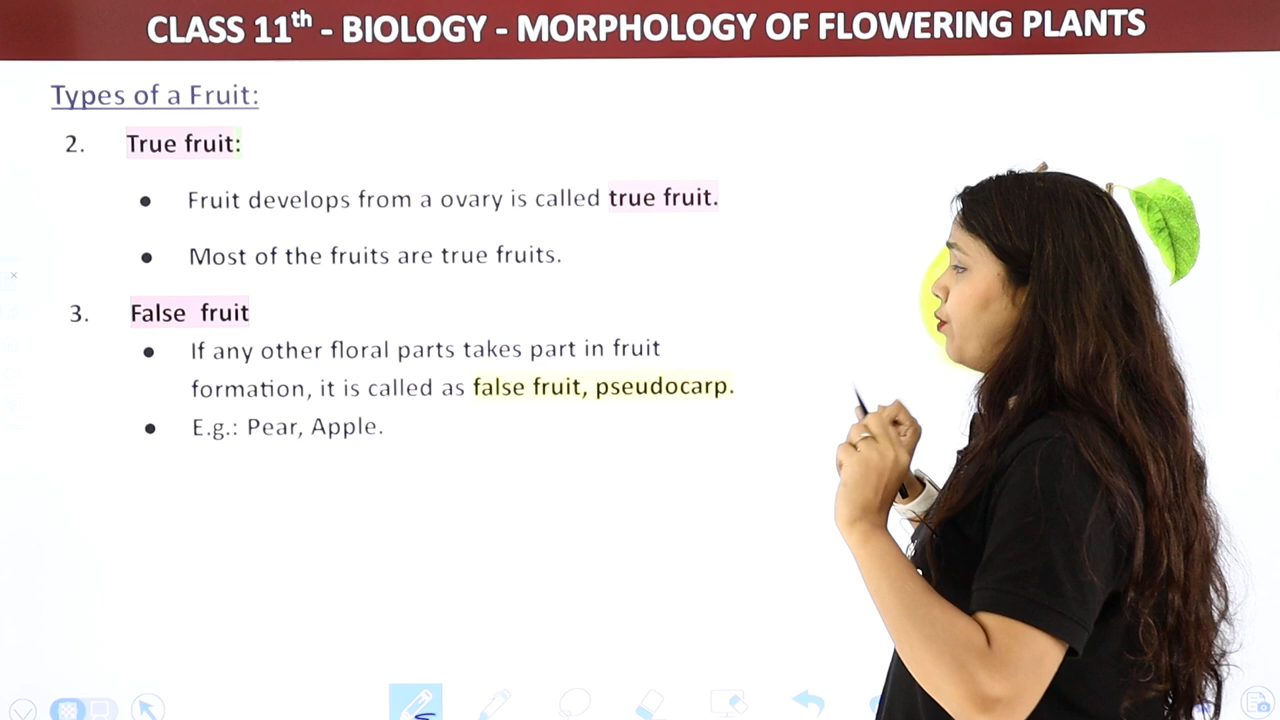 CLASS 11th - BIOLOGY - MORPHOLOGY OF FLOWERING PLANTS
Types of a Fruit:
2. True fruit:
● Fruit develops from a ovary is called true fruit.
● Most of the fruits are true fruits.
3. False fruit
● If any other floral parts takes part in fruit
formation, it is called as false fruit, pseudocarp.
● E.g.: Pear, Apple.